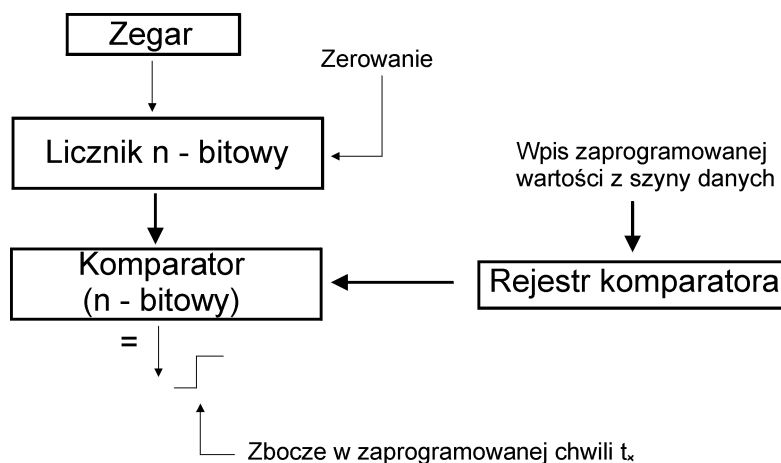 Zegar
Zerowanie
Licznik n - bitowy
Wpis zaprogramowanej
wartości z szyny danych
Komparator
(n - bitowy)
Rejestr komparatora
=
Zbocze w zaprogramowanej chwili tₓ